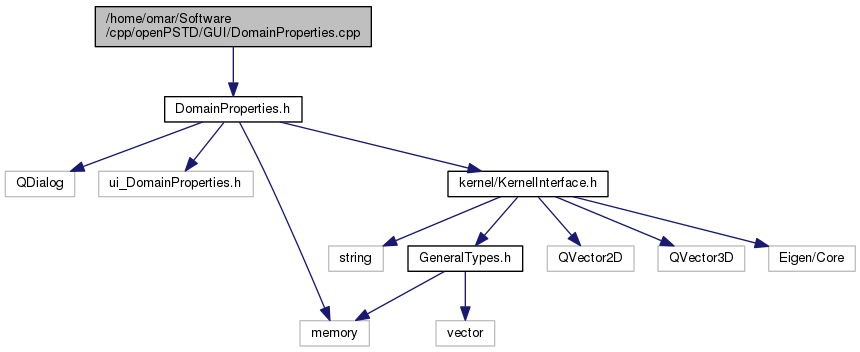 /home/omar/Software
/cpp/openPSTD/GUI/DomainProperties.cpp
DomainProperties.h
QDialog
ui_DomainProperties.h
kernel/KernelInterface.h
string
GeneralTypes.h
QVector2D
QVector3D
Eigen/Core
memory
vector